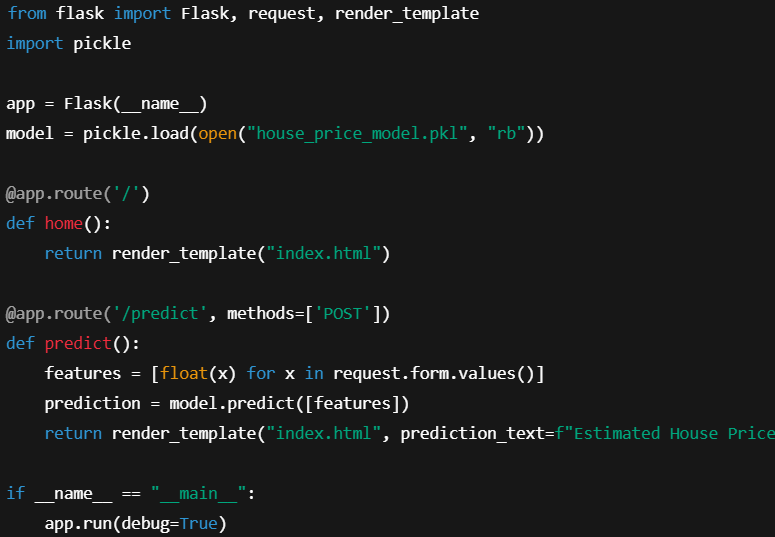 from flask import Flask, request, render_template
import pickle
app = Flask(__name__)
model = pickle.load(open("house_price_model.pkl", "rb"))
@app.route('/')
def home():
    return render_template("index.html")
@app.route('/predict', methods=['POST'])
def predict():
    features = [float(x) for x in request.form.values()]
    prediction = model.predict([features])
    return render_template("index.html", prediction_text=f"Estimated House Price
if __name__ == "__main__":
    app.run(debug=True)